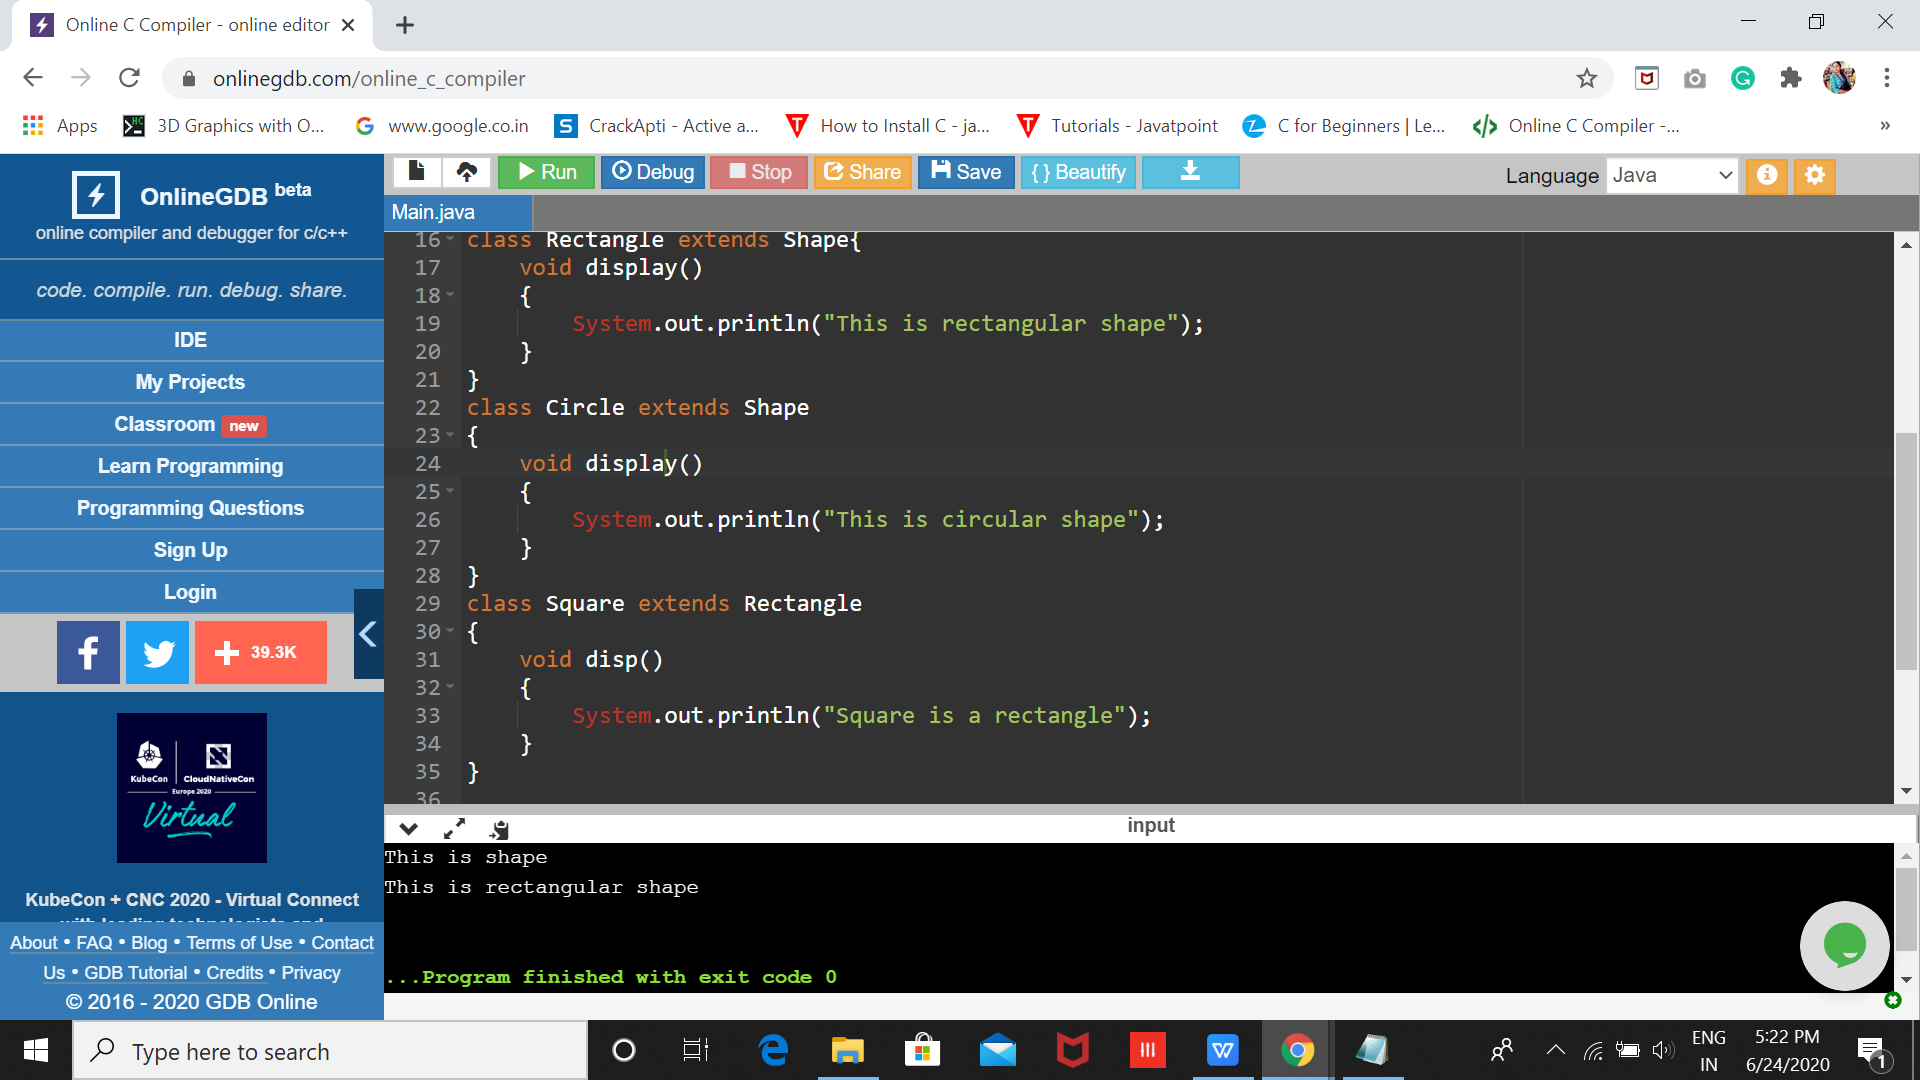 Online C Compiler - online editor
onlinegdb.com/online_c_compiler
Apps
3D Graphics with O...
www.google.co.in
CrackApti - Active a...
How to Install C - ja...
Tutorials - Javatpoint
C for Beginners | Le...
Online C Compiler -...
»
OnlineGDB beta
online compiler and debugger for c/c++
code. compile. run. debug. share.
IDE
My Projects
Classroom new
Learn Programming
Programming Questions
Sign Up
Login
39.3K
KubeCon CloudNativeCon
Europe 2020
Virtual
KubeCon + CNC 2020 - Virtual Connect
with leading technologists and
About • FAQ • Blog • Terms of Use • Contact
Us • GDB Tutorial • Credits • Privacy
© 2016 - 2020 GDB Online
Run Debug Stop Share Save { } Beautify
Language Java
Main.java
16 class Rectangle extends Shape{
17 void display()
18 {
19 System.out.println("This is rectangular shape");
20 }
21 }
22 class Circle extends Shape
23 {
24 void display()
25 {
26 System.out.println("This is circular shape");
27 }
28 }
29 class Square extends Rectangle
30 {
31 void disp()
32 {
33 System.out.println("Square is a rectangle");
34 }
35 }
36
input
This is shape
This is rectangular shape
...Program finished with exit code 0
Type here to search
ENG
IN
5:22 PM
6/24/2020
1